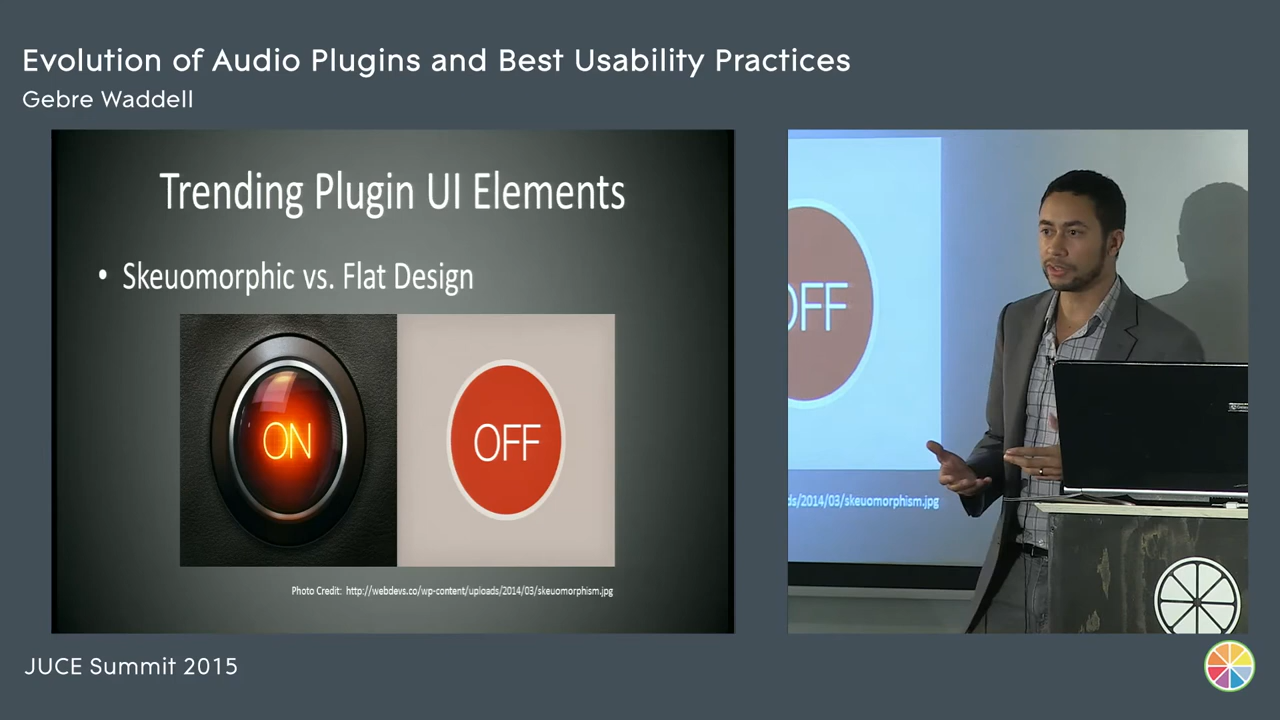 Evolution of Audio Plugins and Best Usability Practices
Gebre Waddell
Trending Plugin UI Elements
• Skeuomorphic vs. Flat Design
ON
OFF
Photo Credit: http://webdevs.co/wp-content/uploads/2014/03/skeuomorphism.jpg
OFF
ds/2014/03/skeuomorphism.jpg
JUCE Summit 2015